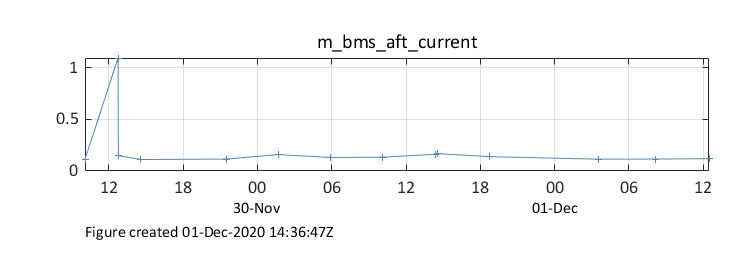 m_bms_aft_current
1
0.5
0
12 18 00 06 12 18 00 06 12
30-Nov 01-Dec
Figure created 01-Dec-2020 14:36:47Z